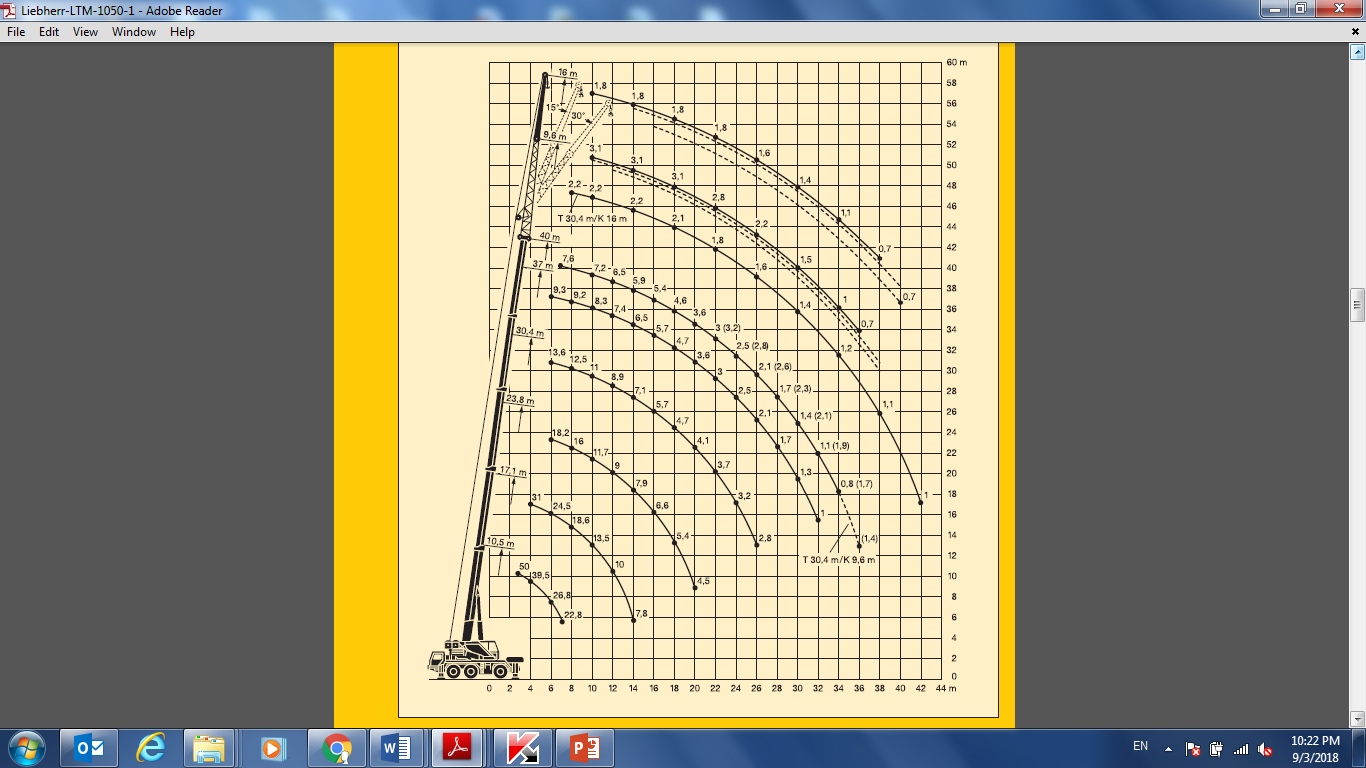 Liebherr-LTM-1050-1 - Adobe Reader
File Edit View Window Help
60 m
58
56
54
52
50
48
46
44
42
40
38
36
34
32
30
28
26
24
22
20
18
16
14
12
10
8
6
4
2
0
16 m
15°
30°
9,6 m
40 m
37 m
30,4 m
23,8 m
17,1 m
10,5 m
1,8 1,8 1,8 1,8 1,6 1,4 1,1 0,7 0,7
3,1 3,1 3,1 2,8 2,2 1,5 1 0,7
2,2 2,2 2,2 2,1 1,8 1,6 1,4 1,2 1,1 1
T 30,4 m/K 16 m
7,6 7,2 6,5 5,9 5,4 4,6 3,6 3 (3,2) 2,5 (2,8) 2,1 (2,6) 1,7 (2,3) 1,4 (2,1) 1,1 (1,9) 0,8 (1,7) (1,4)
T 30,4 m/K 9,6 m
9,3 9,2 8,3 7,4 6,5 5,7 4,7 3,6 3 2,5 2,1 1,7 1,3 1
13,6 12,5 11 8,9 7,1 5,7 4,7 4,1 3,7 3,2 2,8
18,2 16 11,7 9 7,9 6,6 5,4 4,5
31 24,5 18,6 13,5 10 7,8
50 39,5 26,8 22,8
0 2 4 6 8 10 12 14 16 18 20 22 24 26 28 30 32 34 36 38 40 42 44 m
EN
10:22 PM
9/3/2018